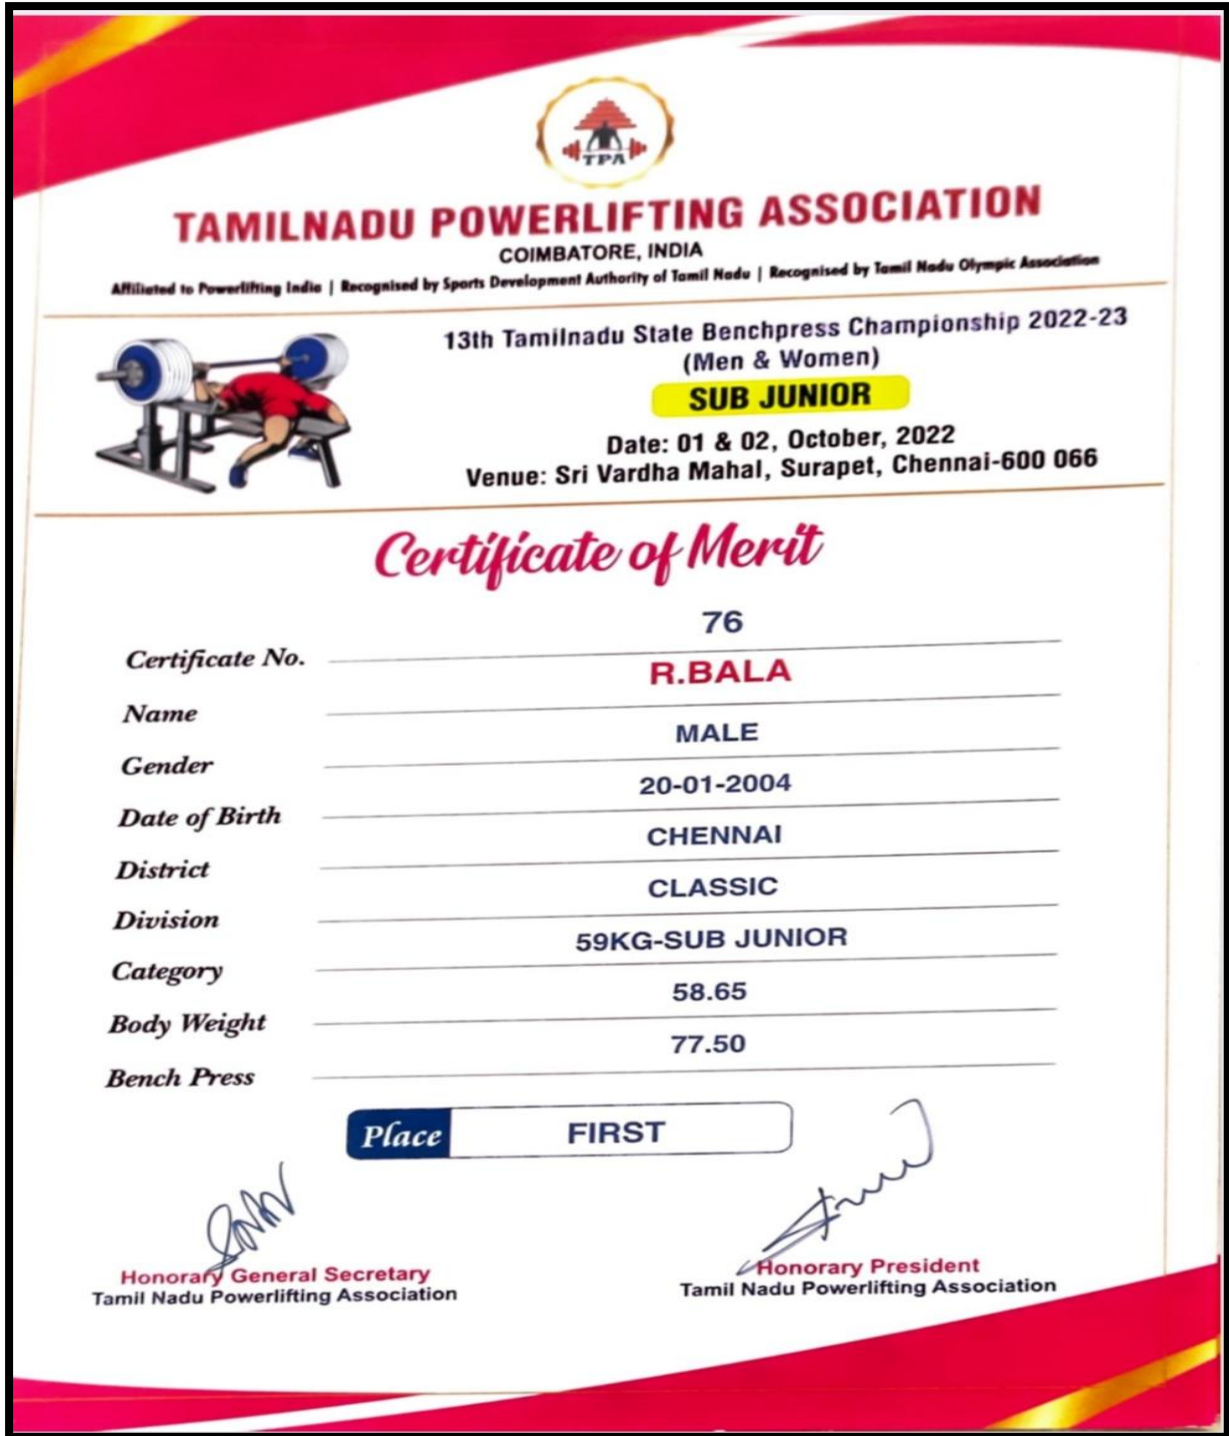 TPA
TAMILNADU POWERLIFTING ASSOCIATION
COIMBATORE, INDIA
Affiliated to Powerlifting India | Recognised by Sports Development Authority of Tamil Nadu | Recognised by Tamil Nadu Olympic Association
13th Tamilnadu State Benchpress Championship 2022-23
(Men & Women)
SUB JUNIOR
Date: 01 & 02, October, 2022
Venue: Sri Vardha Mahal, Surapet, Chennai-600 066
Certificate of Merit
Certificate No. 76
Name R.BALA
Gender MALE
Date of Birth 20-01-2004
District CHENNAI
Division CLASSIC
Category 59KG-SUB JUNIOR
Body Weight 58.65
Bench Press 77.50
Place FIRST
Honorary General Secretary
Tamil Nadu Powerlifting Association
Honorary President
Tamil Nadu Powerlifting Association